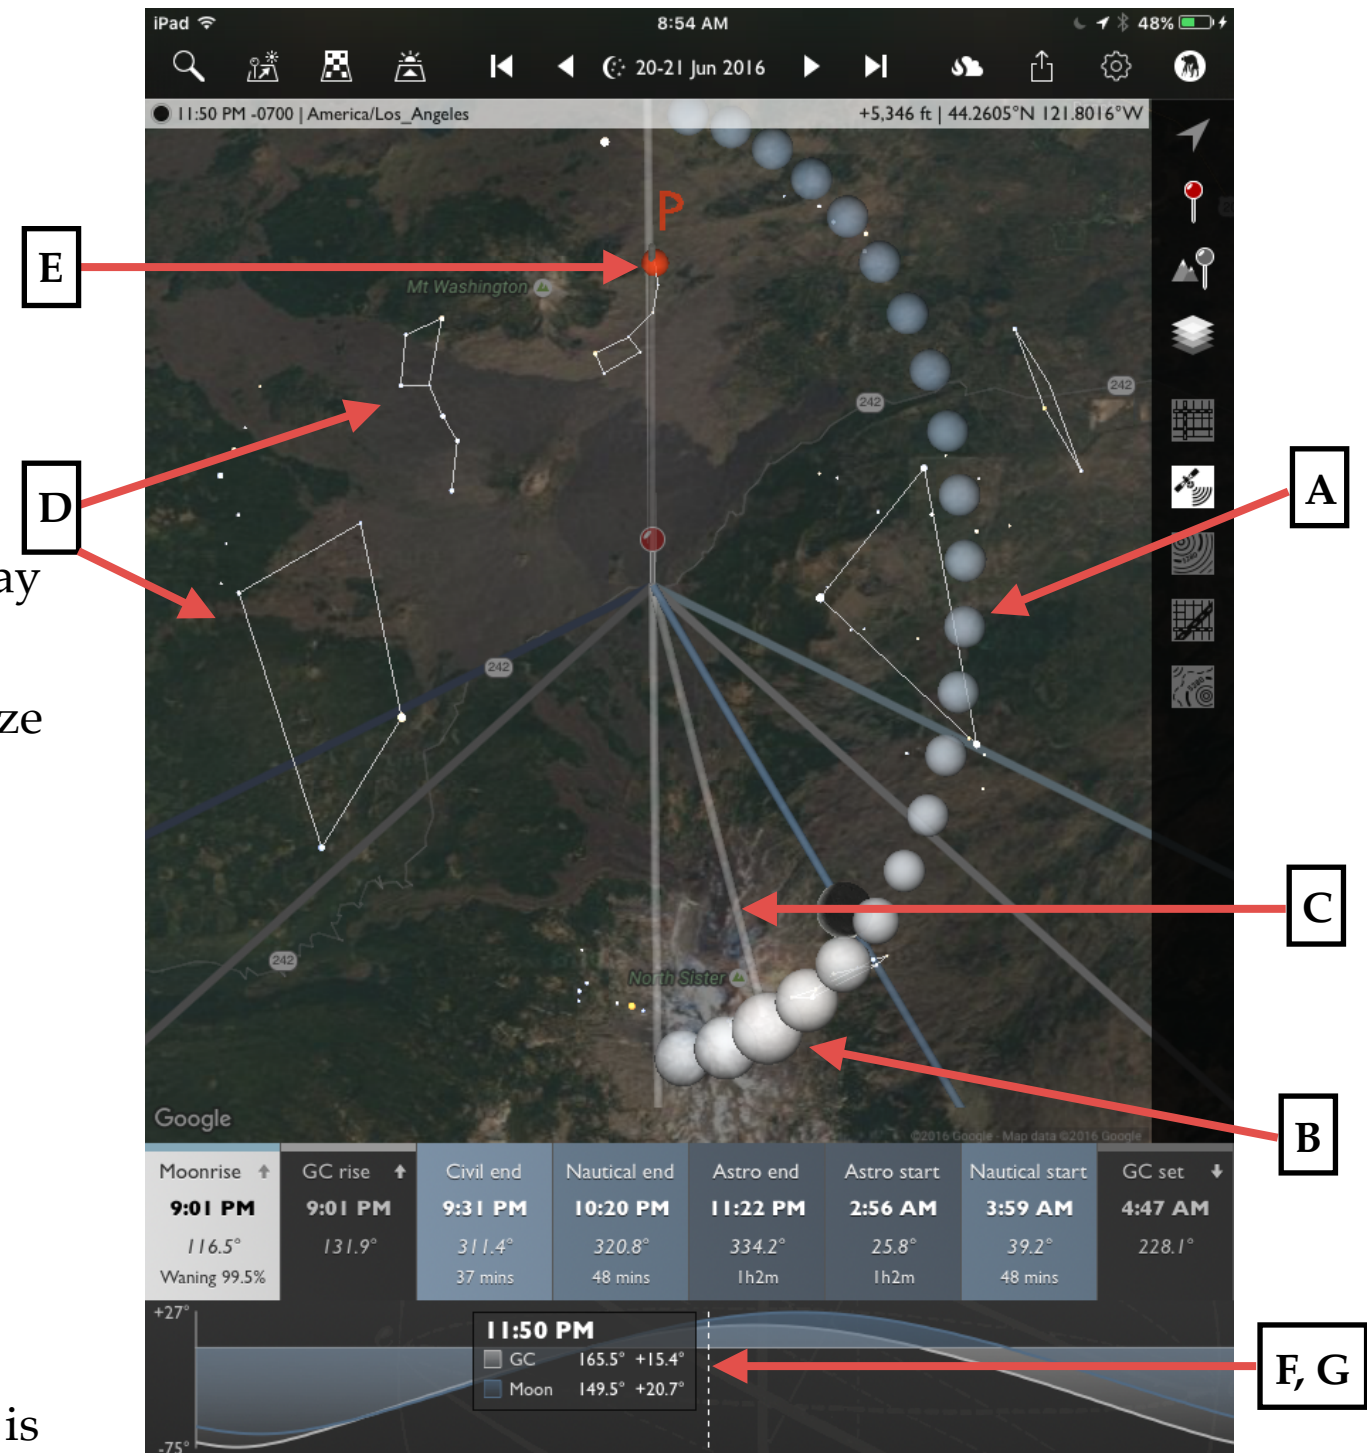 iPad 8:54 AM 48%
20-21 Jun 2016
11:50 PM -0700 | America/Los_Angeles +5,346 ft | 44.2605°N 121.8016°W
P
E
Mt Washington
242
242
A
D
ay
242
ze
C
242
North Sister
Google
©2016 Google - Map data ©2016 Google
B
Moonrise GC rise Civil end Nautical end Astro end Astro start Nautical start GC set
9:01 PM 9:01 PM 9:31 PM 10:20 PM 11:22 PM 2:56 AM 3:59 AM 4:47 AM
116.5° 131.9° 311.4° 320.8° 334.2° 25.8° 39.2° 228.1°
Waning 99.5% 37 mins 48 mins 1h2m 1h2m 48 mins
+27°
11:50 PM
GC 165.5° +15.4°
Moon 149.5° +20.7°
F, G
is
-75°